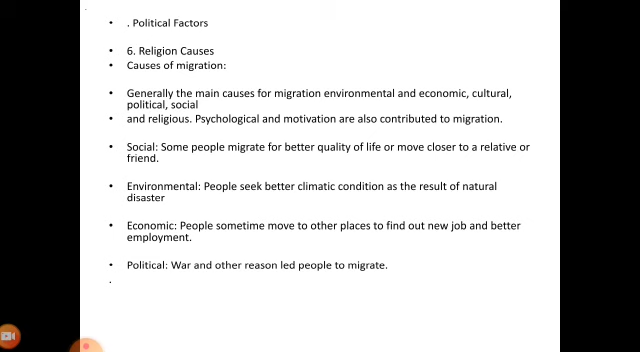 • . Political Factors
• 6. Religion Causes
• Causes of migration:
• Generally the main causes for migration environmental and economic, cultural,
political, social
• and religious. Psychological and motivation are also contributed to migration.
• Social: Some people migrate for better quality of life or move closer to a relative or
friend.
• Environmental: People seek better climatic condition as the result of natural
disaster
• Economic: People sometime move to other places to find out new job and better
employment.
• Political: War and other reason led people to migrate.
.